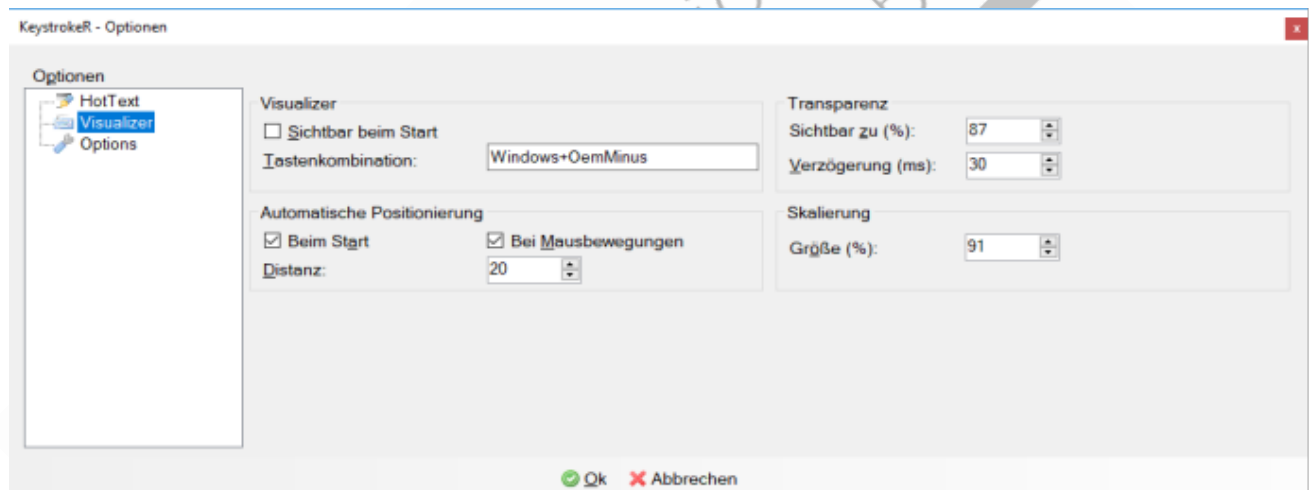 KeystrokeR - Optionen
x
Optionen
HotText
Visualizer
Options
Visualizer
Sichtbar beim Start
Tastenkombination: Windows+OemMinus
Transparenz
Sichtbar zu (%): 87
Verzögerung (ms): 30
Automatische Positionierung
Beim Start Bei Mausbewegungen
Distanz: 20
Skalierung
Größe (%): 91
Ok Abbrechen